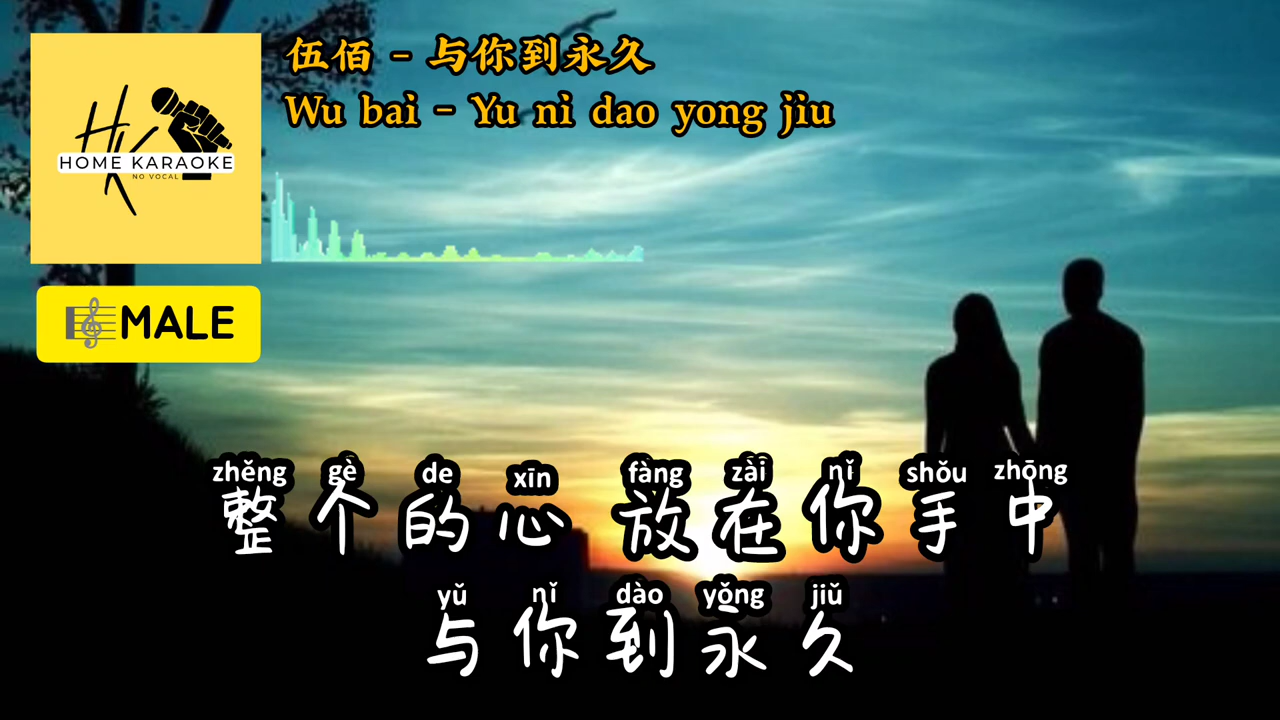 伍佰 - 与你到永久
Wu bai - Yu ni dao yong jiu
HK
HOME KARAOKE
NO VOCAL
MALE
zhěng gè de xīn fàng zài nǐ shǒu zhōng
整个的心 放在你手中
yǔ nǐ dào yǒng jiǔ
与你到永久